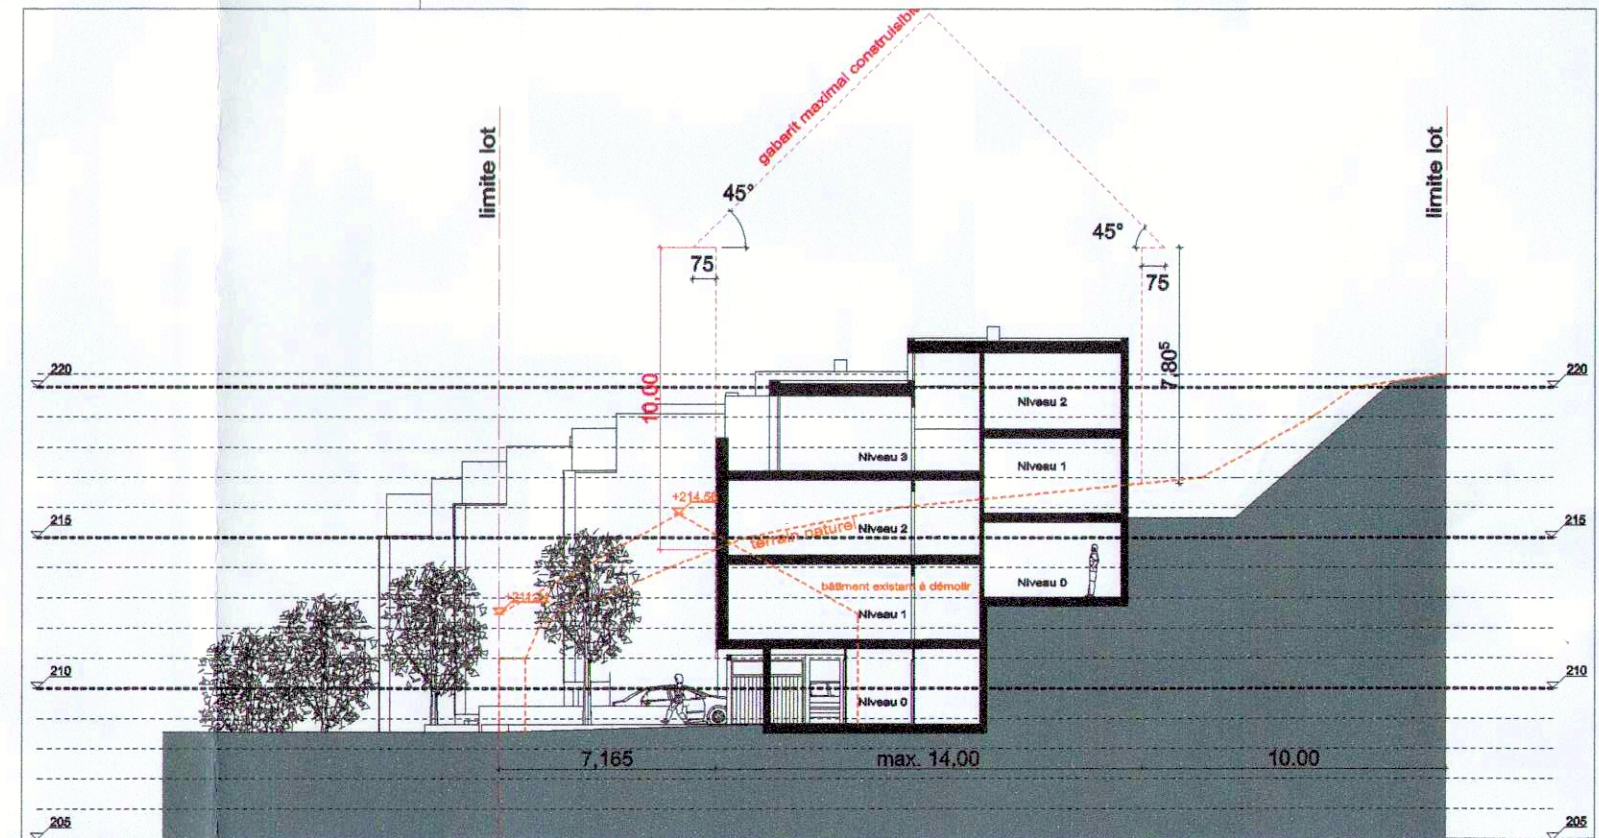 gabarit maximal construisible
limite lot
limite lot
45°
45°
75
75
10,00
7,80⁵
220
220
Niveau 2
Niveau 3
Niveau 1
+214.50
215
215
terrain naturel
Niveau 2
bâtiment existant à démolir
Niveau 0
Niveau 1
210
210
Niveau 0
7,165
max. 14,00
10.00
205
205